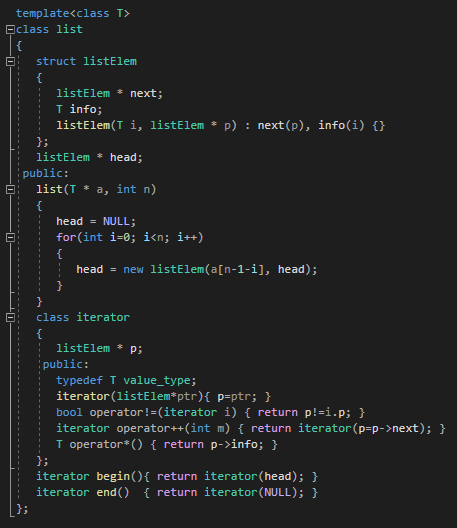 template<class T>
class list
{
struct listElem
{
listElem * next;
T info;
listElem(T i, listElem * p) : next(p), info(i) {}
};
listElem * head;
public:
list(T * a, int n)
{
head = NULL;
for(int i=0; i<n; i++)
{
head = new listElem(a[n-1-i], head);
}
}
class iterator
{
listElem * p;
public:
typedef T value_type;
iterator(listElem*ptr){ p=ptr; }
bool operator!=(iterator i) { return p!=i.p; }
iterator operator++(int m) { return iterator(p=p->next); }
T operator*() { return p->info; }
};
iterator begin(){ return iterator(head); }
iterator end()  { return iterator(NULL); }
};